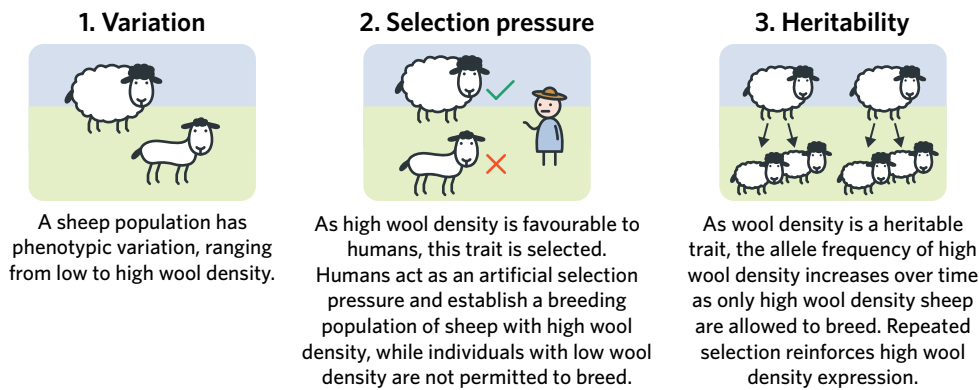 1. Variation
A sheep population has
phenotypic variation, ranging
from low to high wool density.
2. Selection pressure
As high wool density is favourable to
humans, this trait is selected.
Humans act as an artificial selection
pressure and establish a breeding
population of sheep with high wool
density, while individuals with low wool
density are not permitted to breed.
3. Heritability
As wool density is a heritable
trait, the allele frequency of high
wool density increases over time
as only high wool density sheep
are allowed to breed. Repeated
selection reinforces high wool
density expression.